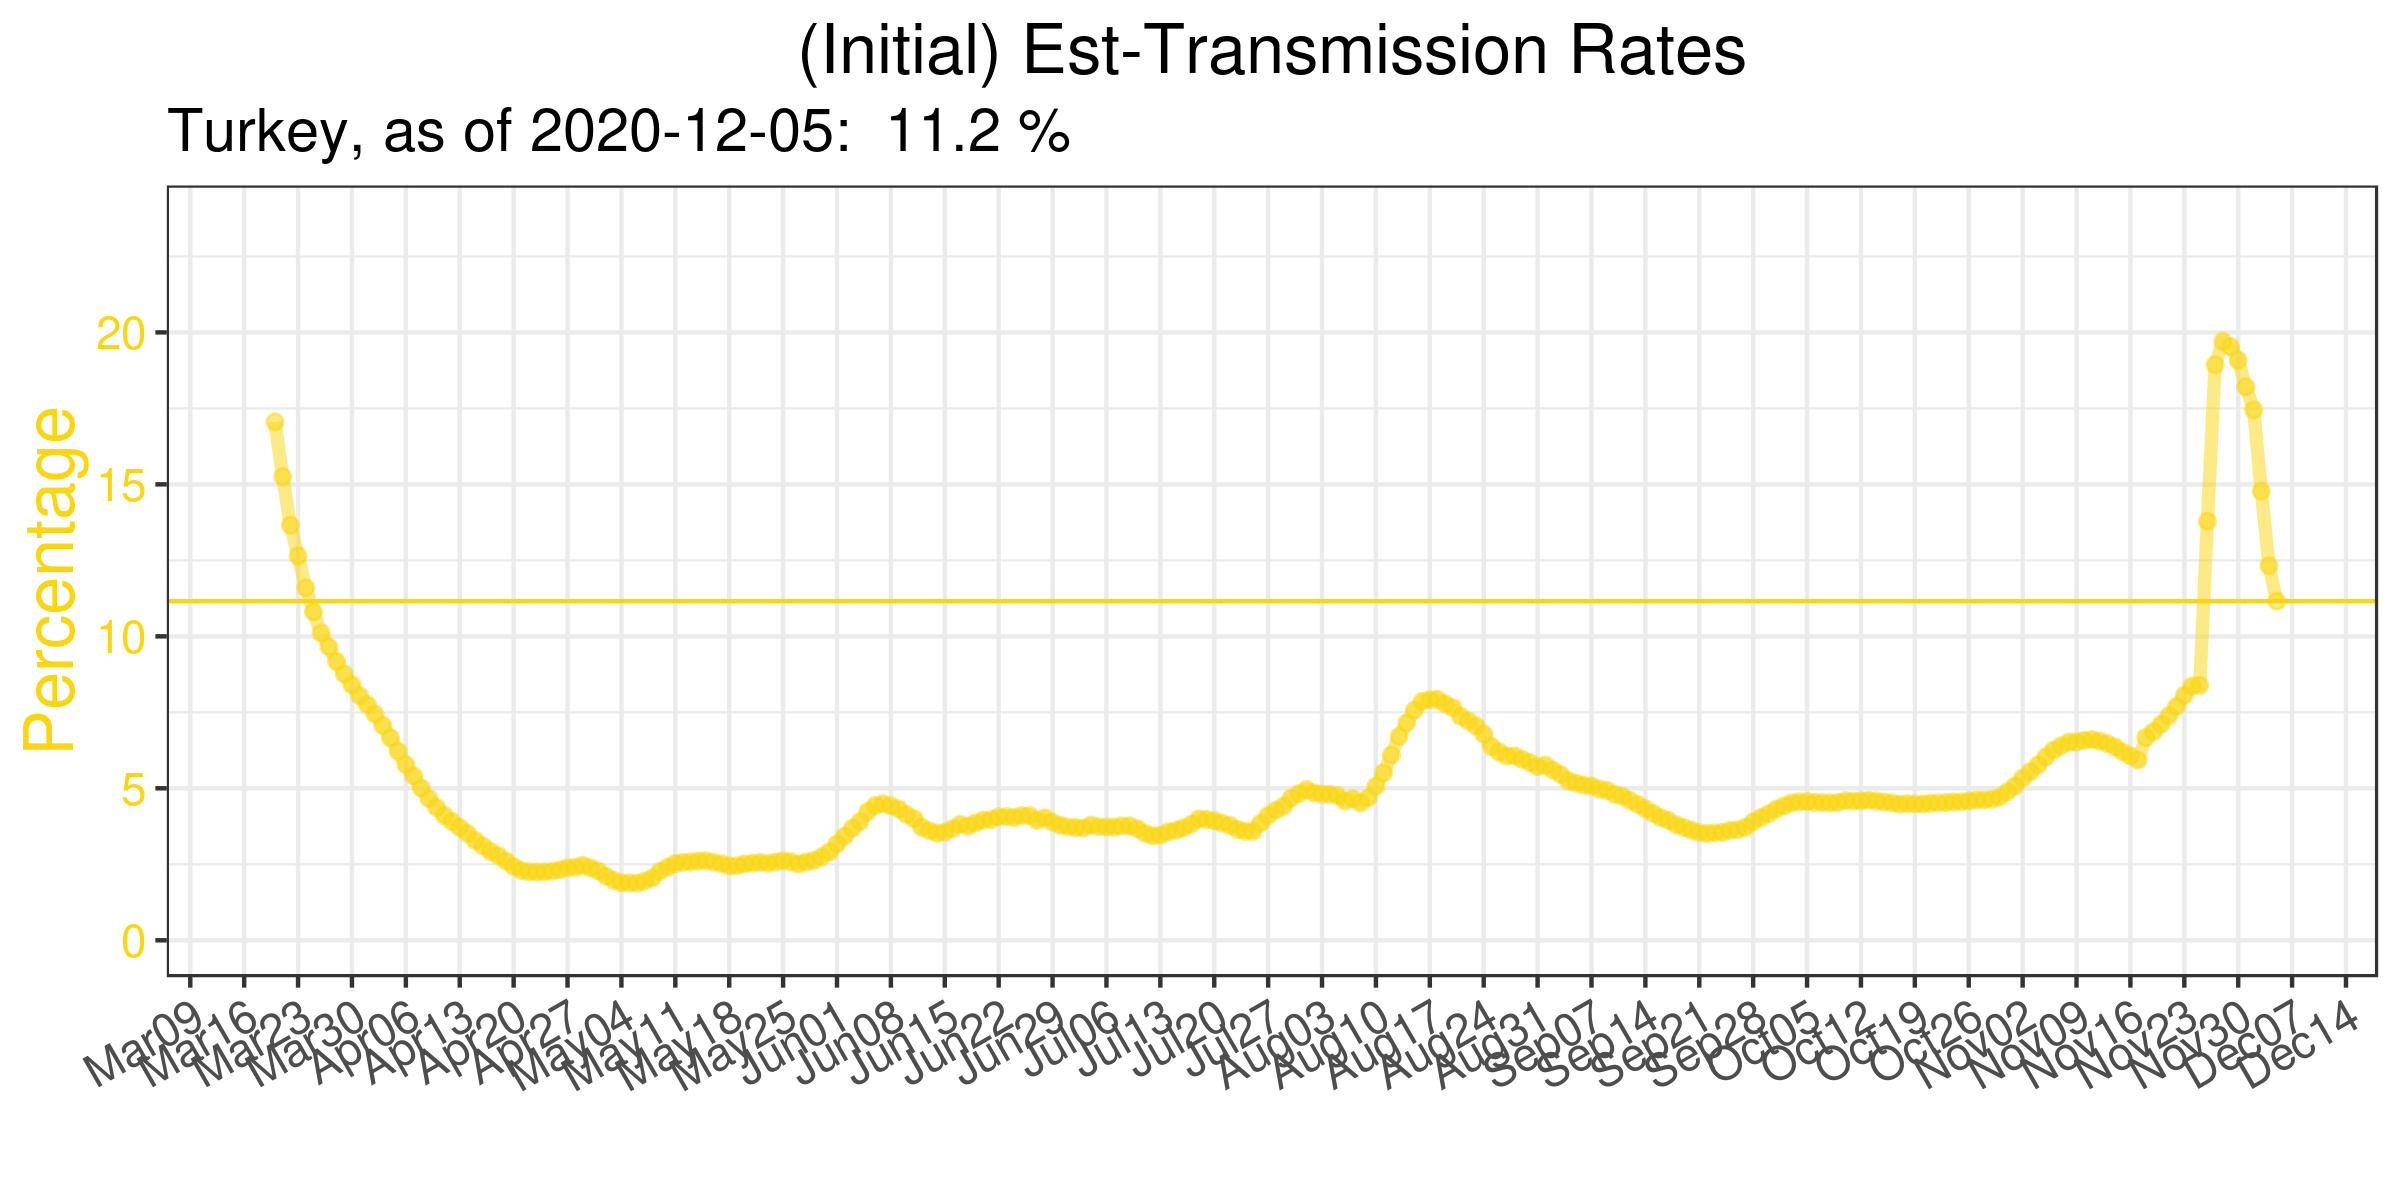 (Initial) Est-Transmission Rates
Turkey, as of 2020-12-05:  11.2 %
Percentage
20
15
10
5
0
Mar09
Mar16
Mar23
Mar30
Apr06
Apr13
Apr20
Apr27
May04
May11
May18
May25
Jun01
Jun08
Jun15
Jun22
Jun29
Jul06
Jul13
Jul20
Jul27
Aug03
Aug10
Aug17
Aug24
Aug31
Sep07
Sep14
Sep21
Sep28
Oct05
Oct12
Oct19
Oct26
Nov02
Nov09
Nov16
Nov23
Nov30
Dec07
Dec14